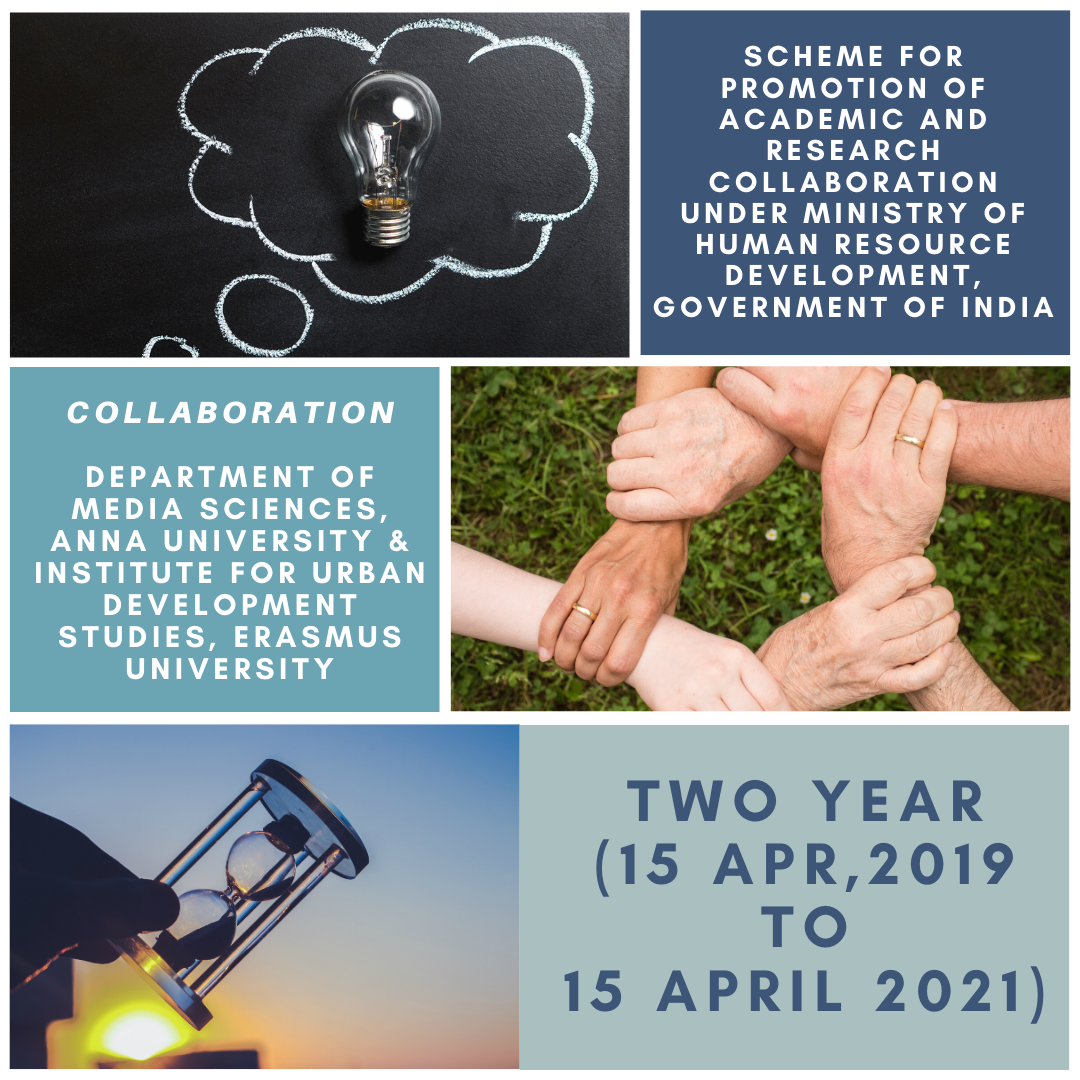 SCHEME FOR
PROMOTION OF
ACADEMIC AND
RESEARCH
COLLABORATION
UNDER MINISTRY OF
HUMAN RESOURCE
DEVELOPMENT,
GOVERNMENT OF INDIA
COLLABORATION
DEPARTMENT OF
MEDIA SCIENCES,
ANNA UNIVERSITY &
INSTITUTE FOR URBAN
DEVELOPMENT
STUDIES, ERASMUS
UNIVERSITY
TWO YEAR
(15 APR,2019
TO
15 APRIL 2021)